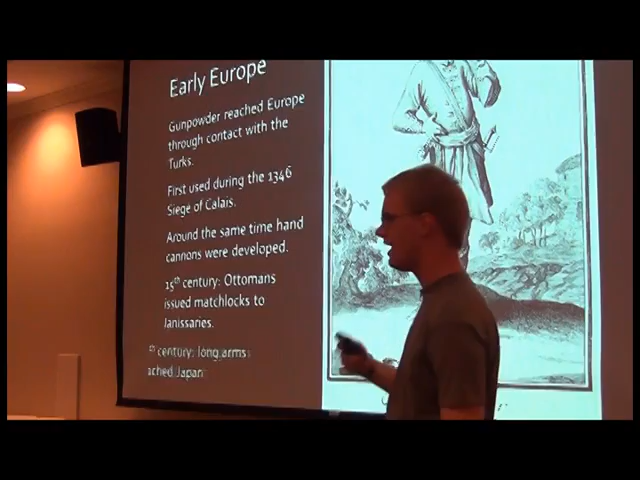 Early Europe
Gunpowder reached Europe
through contact with the
Turks.
First used during the 1346
Siege of Calais.
Around the same time hand
cannons were developed.
15th century: Ottomans
issued matchlocks to
Janissaries.
th century: long arms
ached Japan